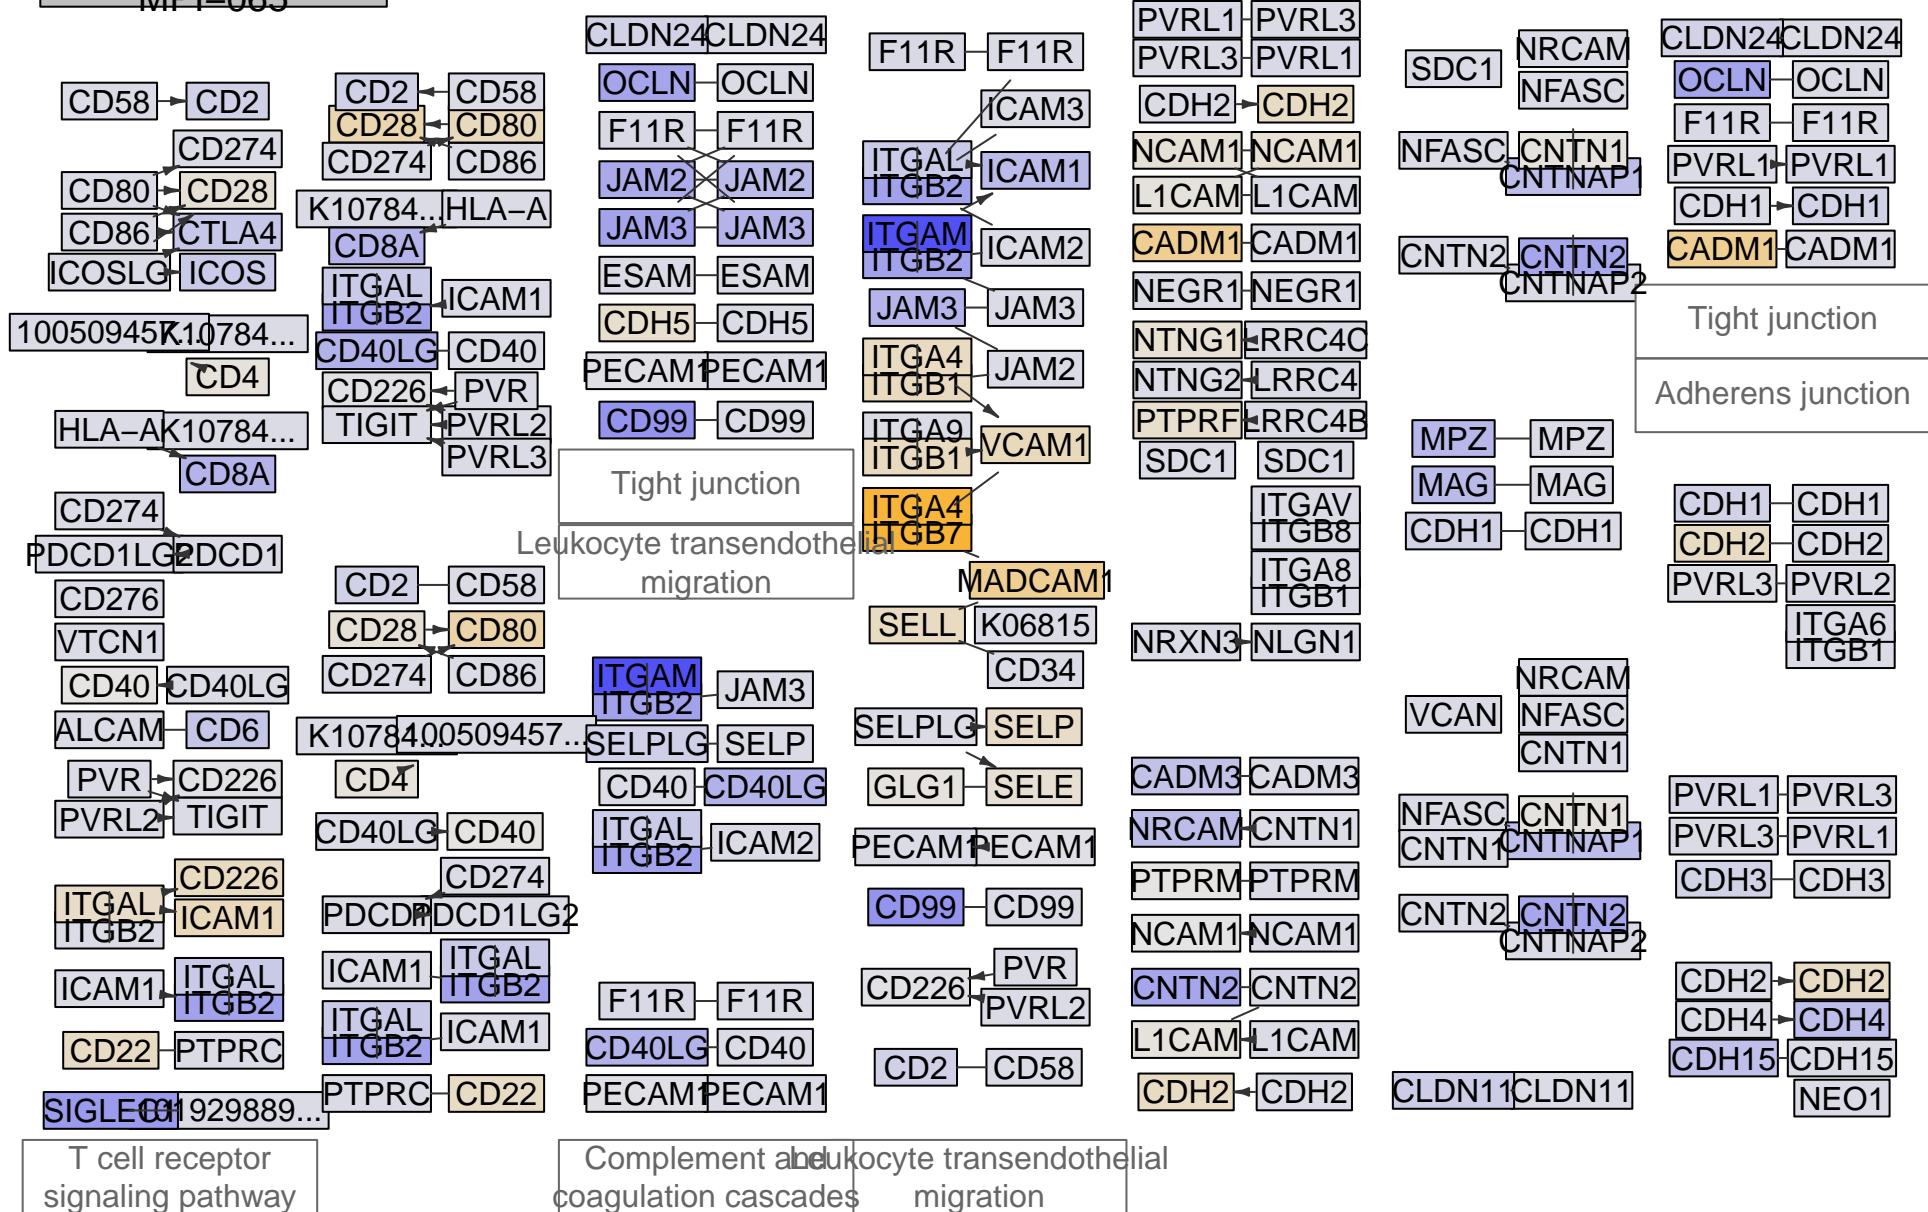 CD58
CD2
CD274
CD80
CD28
CD86
CTLA4
ICOSLG
ICOS
K10784...
CD4
HLA−A
K10784...
CD8A
CD274
PDCD1
CD276
VTCN1
CD40
CD40LG
ALCAM
CD6
PVR
CD226
PVRL2
TIGIT
CD226
ITGAL
ICAM1
ITGB2
ITGAL
ICAM1
ITGB2
CD22
PTPRC
T cell receptor
signaling pathway
CD2
CD58
CD28
CD80
CD274
CD86
K10784...
HLA−A
CD8A
ITGAL
ICAM1
ITGB2
CD40LG
CD40
CD226
PVR
TIGIT
PVRL2
PVRL3
CD2
CD58
CD28
CD80
CD274
CD86
100509457...
CD4
CD40LG
CD40
CD274
PDCD1LG2
ITGAL
ICAM1
ITGB2
ITGAL
ICAM1
ITGB2
PTPRC
CD22
CLDN24
CLDN24
OCLN
OCLN
F11R
F11R
JAM2
JAM2
JAM3
JAM3
ESAM
ESAM
CDH5
CDH5
PECAM1
PECAM1
CD99
CD99
Tight junction
Leukocyte transendothelial
migration
ITGAM
JAM3
ITGB2
SELPLG
SELP
CD40
CD40LG
ITGAL
ICAM2
ITGB2
F11R
F11R
CD40LG
CD40
PECAM1
PECAM1
Complement and
coagulation cascades
F11R
F11R
ICAM3
ITGAL
ICAM1
ITGB2
ITGAM
ICAM2
ITGB2
JAM3
JAM3
ITGA4
JAM2
ITGB1
ITGA9
VCAM1
ITGB1
ITGA4
ITGB7
MADCAM1
SELL
K06815
CD34
SELPLG
SELP
GLG1
SELE
PECAM1
PECAM1
CD99
CD99
PVR
CD226
PVRL2
CD2
CD58
Leukocyte transendothelial
migration
PVRL1
PVRL3
PVRL3
PVRL1
CDH2
CDH2
NCAM1
NCAM1
L1CAM
L1CAM
CADM1
CADM1
NEGR1
NEGR1
NTNG1
LRRC4C
NTNG2
LRRC4
PTPRF
LRRC4B
SDC1
SDC1
ITGAV
ITGB8
ITGA8
ITGB1
NRXN3
NLGN1
CADM3
CADM3
NRCAM
CNTN1
PTPRM
PTPRM
NCAM1
NCAM1
CNTN2
CNTN2
L1CAM
L1CAM
CDH2
CDH2
SDC1
NRCAM
NFASC
NFASC
CNTN1
CNTNAP1
CNTN2
CNTN2
CNTNAP2
MPZ
MPZ
MAG
MAG
CDH1
CDH1
VCAN
NRCAM
NFASC
CNTN1
NFASC
CNTN1
CNTN1
CNTNAP1
CNTN2
CNTN2
CNTNAP2
CLDN11
CLDN11
CLDN24
CLDN24
OCLN
OCLN
F11R
F11R
PVRL1
PVRL1
CDH1
CDH1
CADM1
CADM1
Tight junction
Adherens junction
CDH1
CDH1
CDH2
CDH2
PVRL3
PVRL2
ITGA6
ITGB1
PVRL1
PVRL3
PVRL3
PVRL1
CDH3
CDH3
CDH2
CDH2
CDH4
CDH4
CDH15
CDH15
NEO1